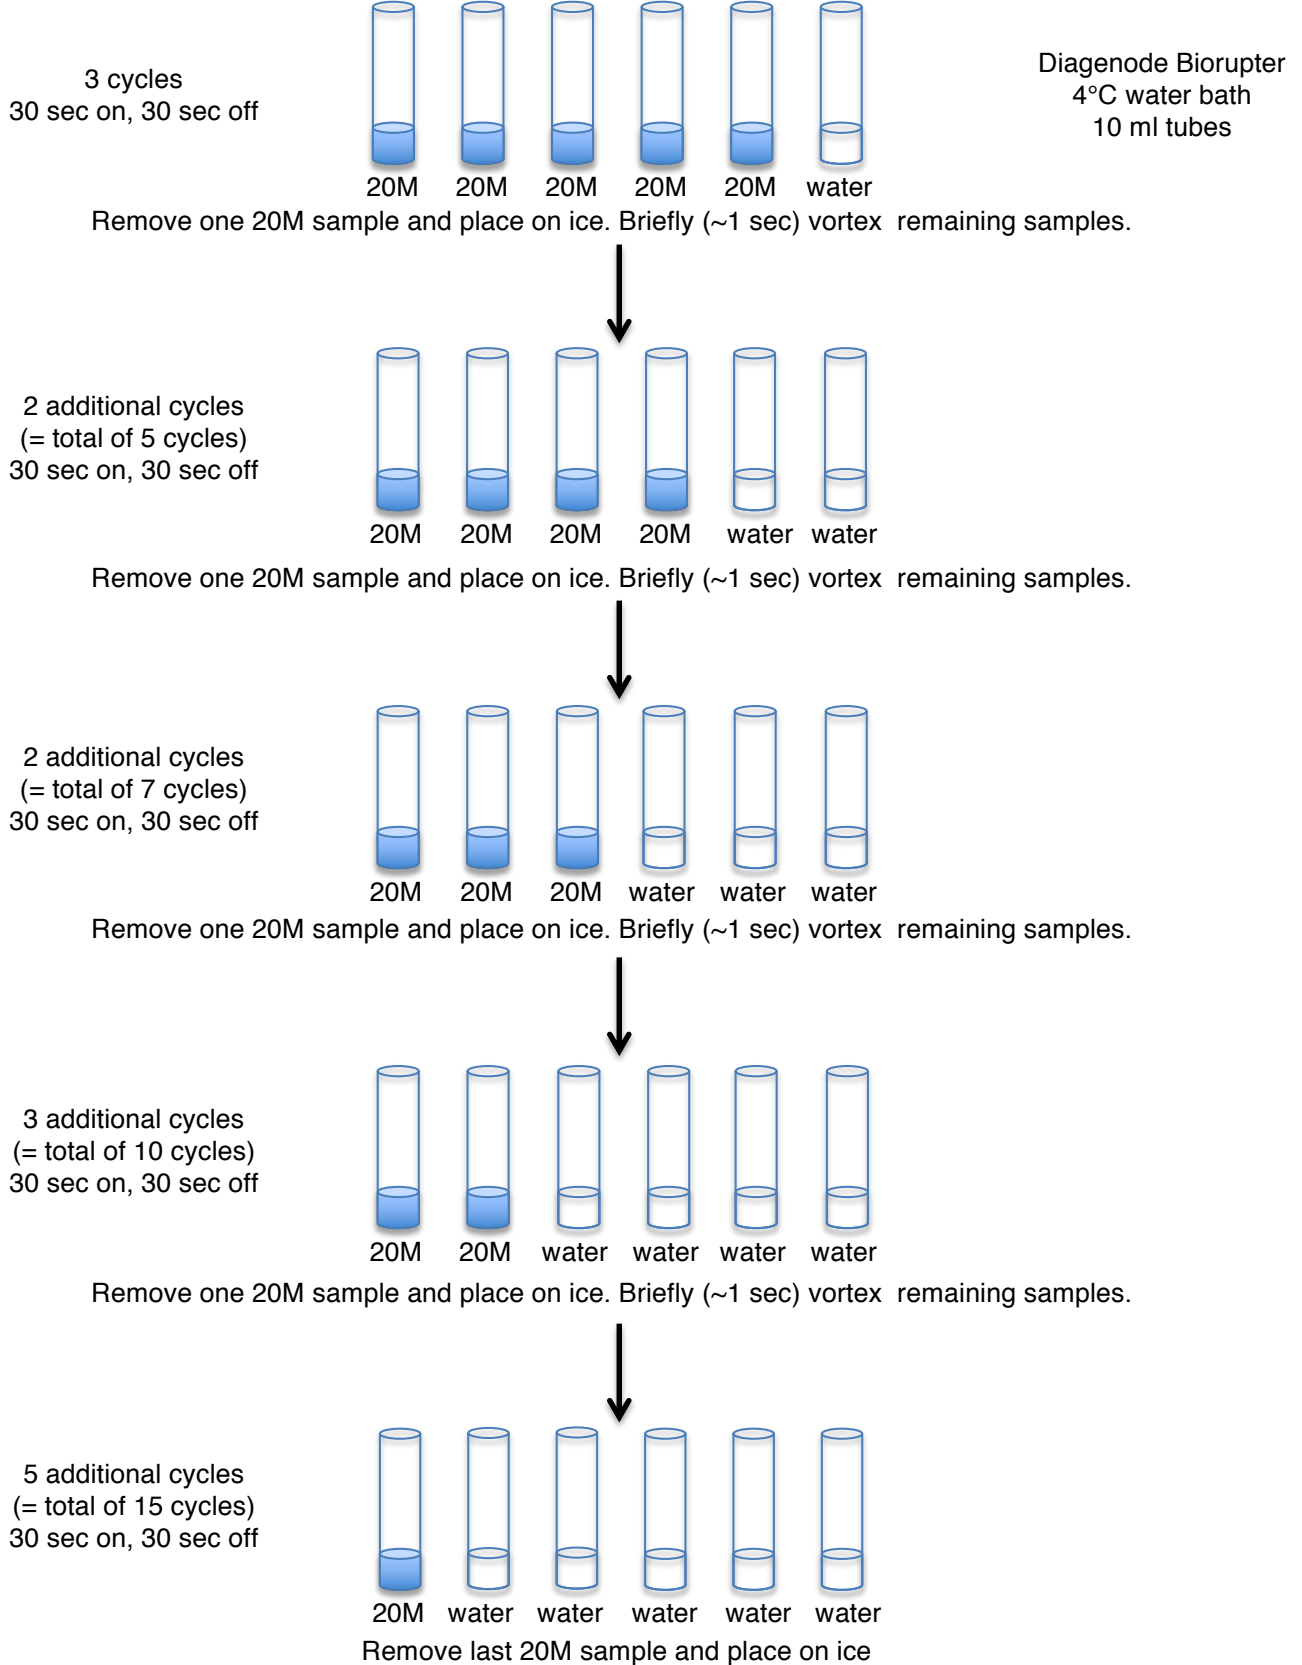 3 cycles
30 sec on, 30 sec off
Diagenode Biorupter
4°C water bath
10 ml tubes
20M 20M 20M 20M 20M water
Remove one 20M sample and place on ice. Briefly (~1 sec) vortex remaining samples.
2 additional cycles
(= total of 5 cycles)
30 sec on, 30 sec off
20M 20M 20M 20M water water
Remove one 20M sample and place on ice. Briefly (~1 sec) vortex remaining samples.
2 additional cycles
(= total of 7 cycles)
30 sec on, 30 sec off
20M 20M 20M water water water
Remove one 20M sample and place on ice. Briefly (~1 sec) vortex remaining samples.
3 additional cycles
(= total of 10 cycles)
30 sec on, 30 sec off
20M 20M water water water water
Remove one 20M sample and place on ice. Briefly (~1 sec) vortex remaining samples.
5 additional cycles
(= total of 15 cycles)
30 sec on, 30 sec off
20M water water water water water
Remove last 20M sample and place on ice